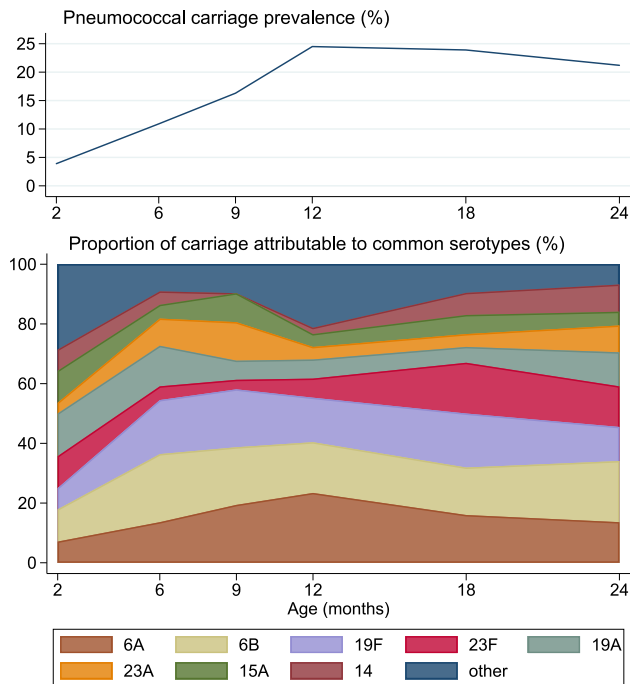 Pneumococcal carriage prevalence (%)
25
20
15
10
5
0
2 6 9 12 18 24
Proportion of carriage attributable to common serotypes (%)
100
80
60
40
20
0
2 6 9 12 18 24
Age (months)
6A 6B 19F 23F 19A
23A 15A 14 other